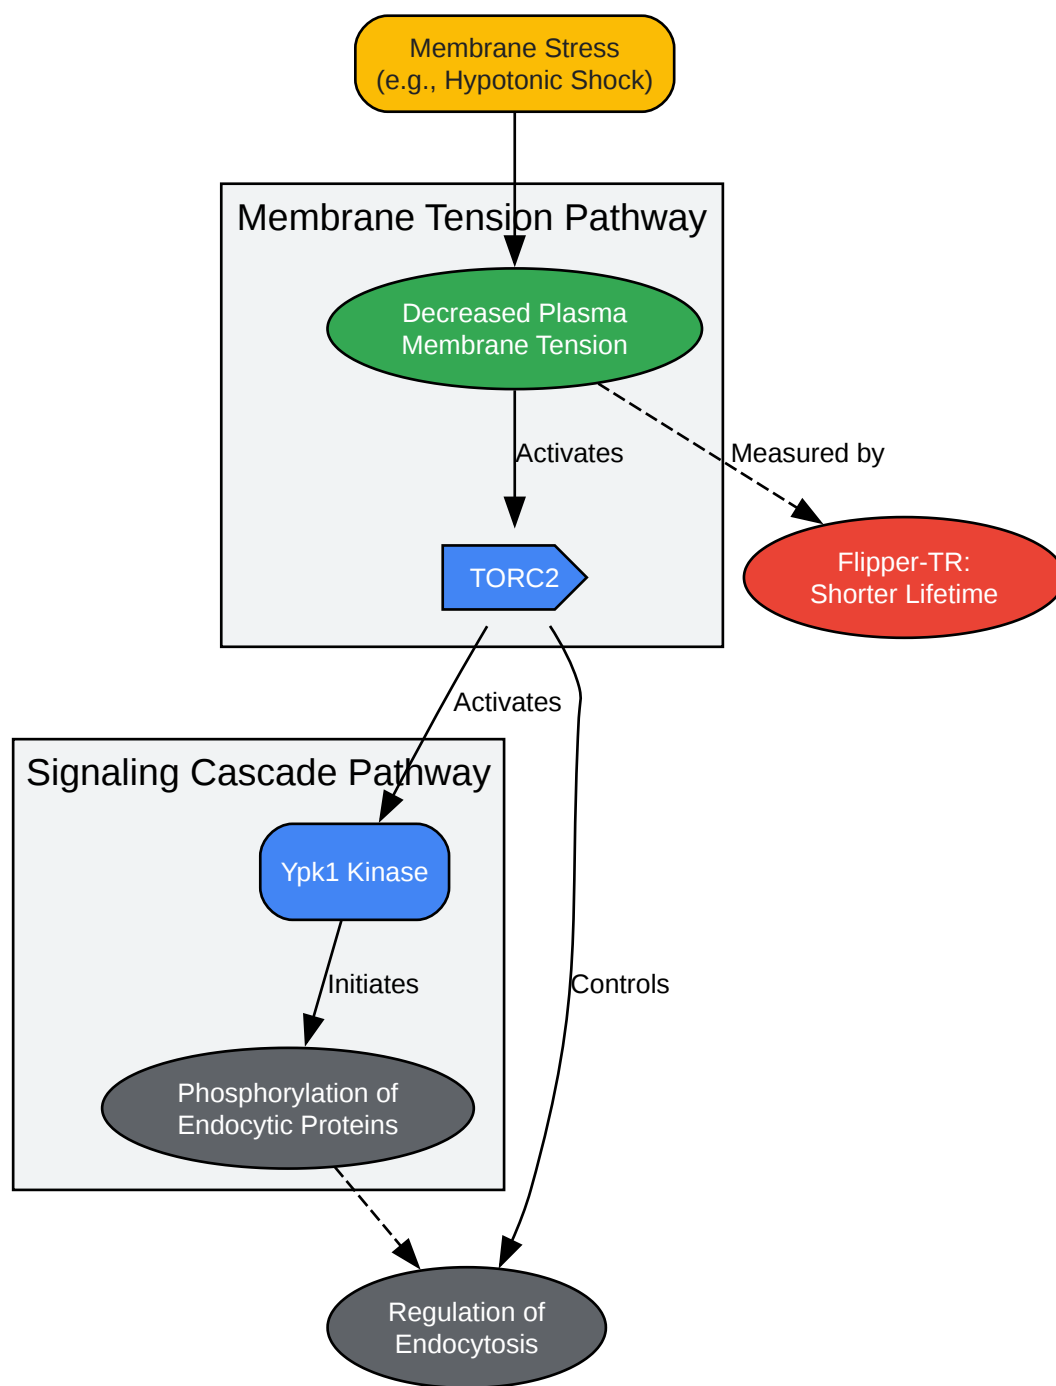 Membrane Stress
(e.g., Hypotonic Shock)
Membrane Tension Pathway
Decreased Plasma
Membrane Tension
Activates
Measured by
TORC2
Flipper-TR:
Shorter Lifetime
Activates
Signaling Cascade Pathway
Ypk1 Kinase
Initiates
Controls
Phosphorylation of
Endocytic Proteins
Regulation of
Endocytosis